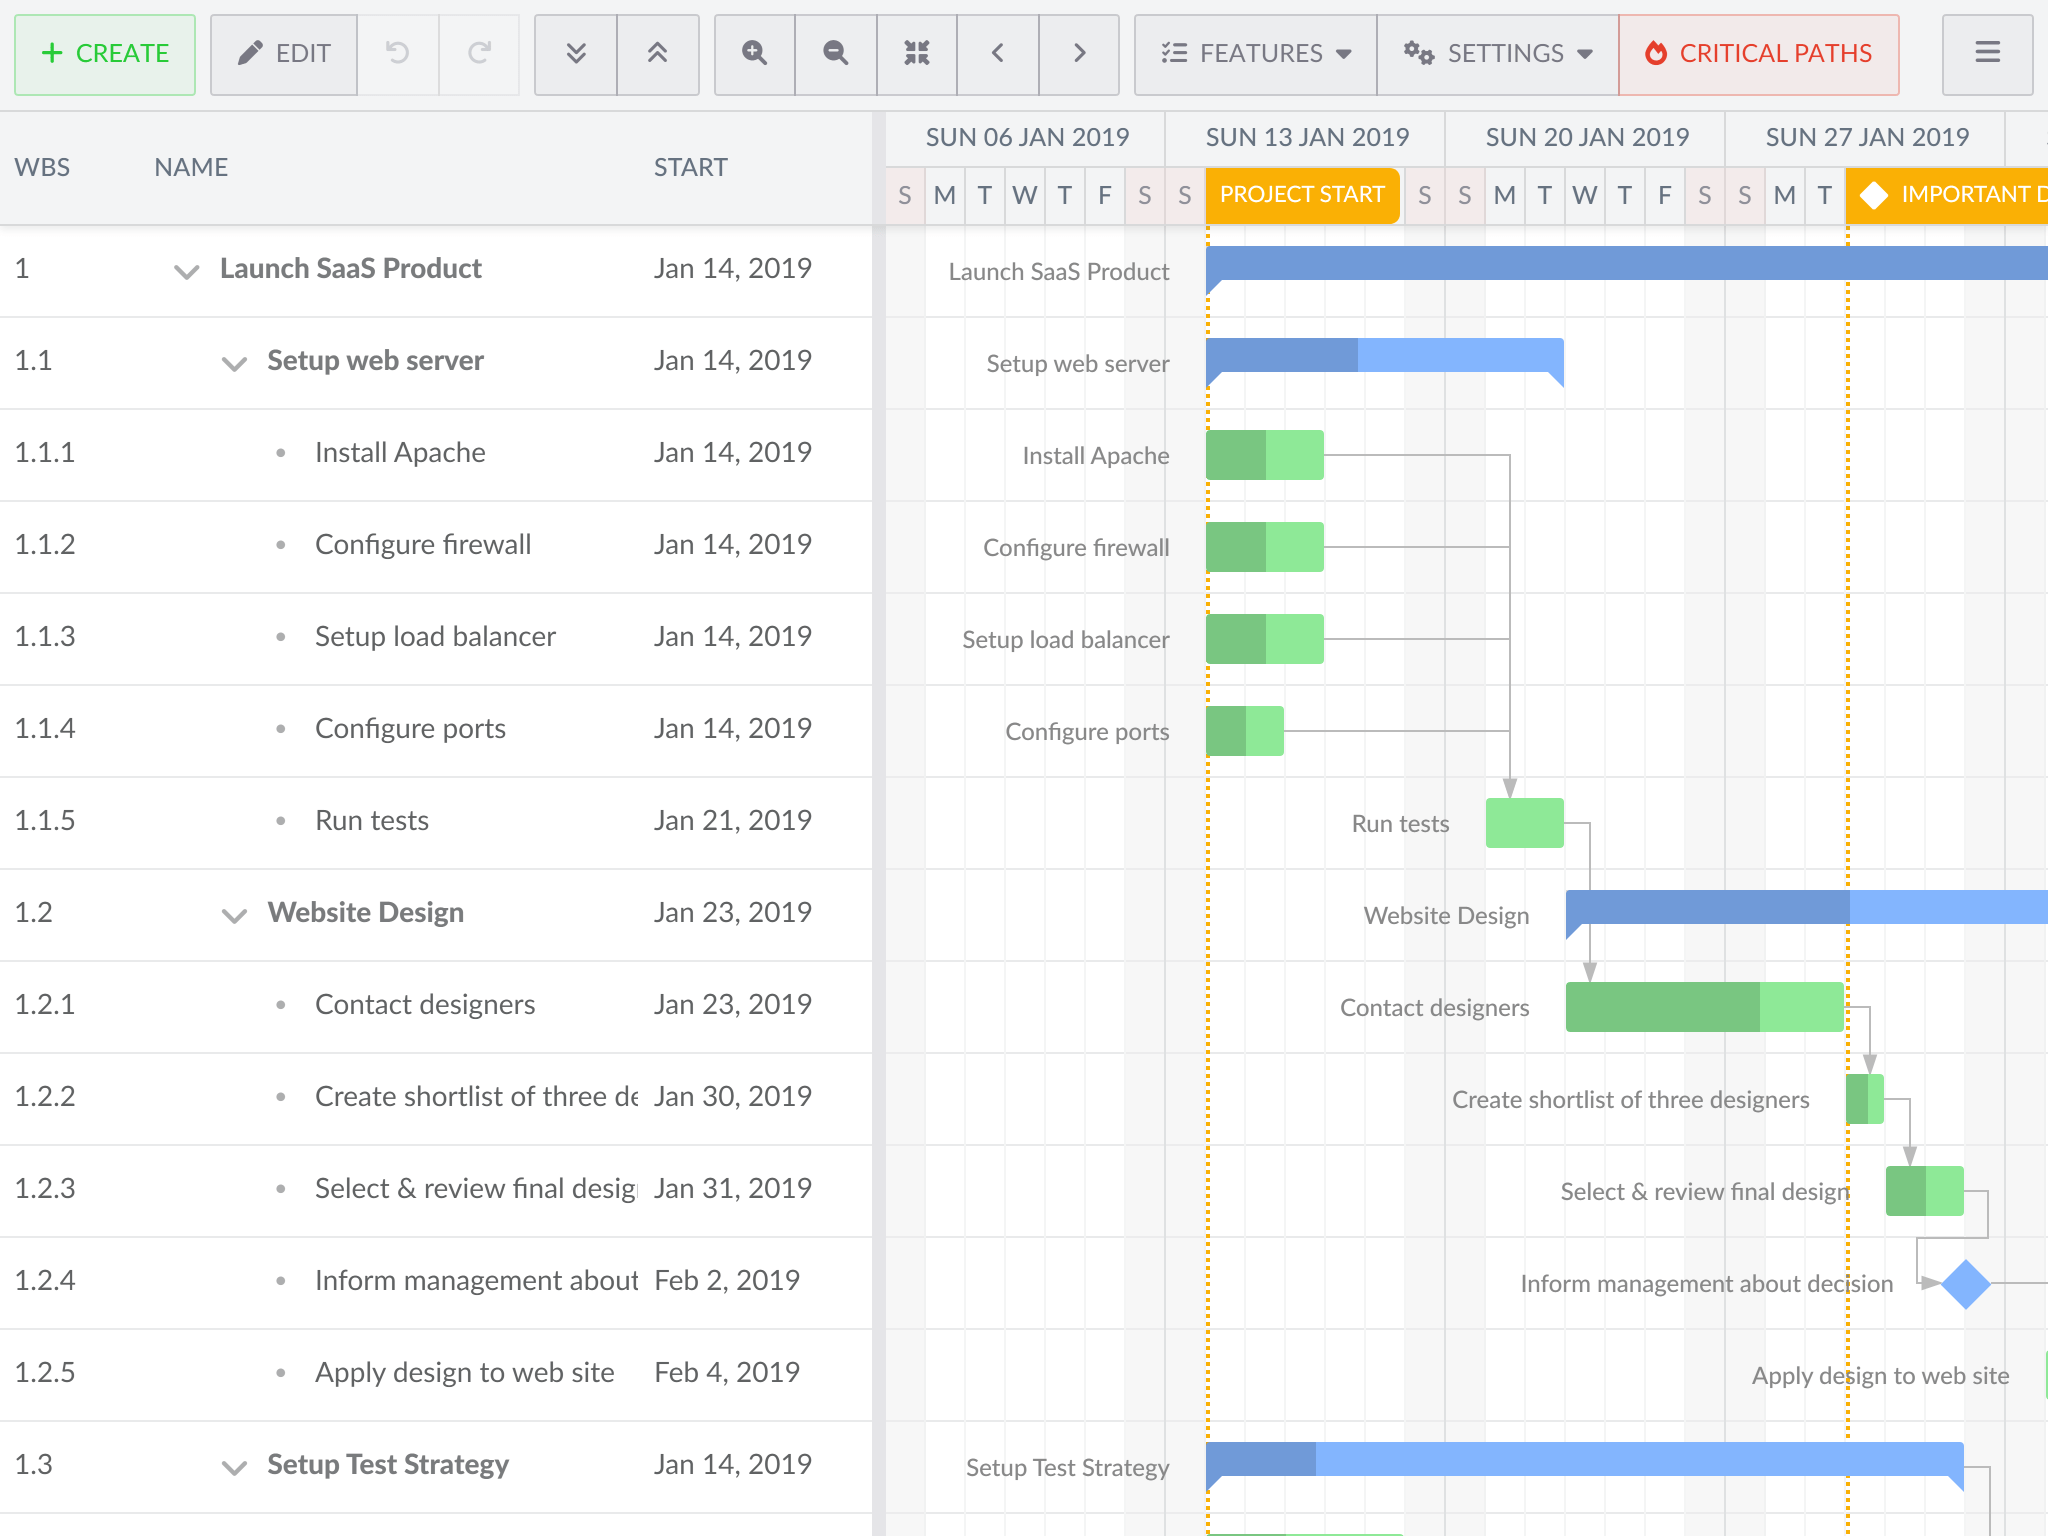 CREATE EDIT FEATURES SETTINGS CRITICAL PATHS
WBS NAME START
SUN 06 JAN 2019 SUN 13 JAN 2019 SUN 20 JAN 2019 SUN 27 JAN 2019
S M T W T F S S PROJECT START S S M T W T F S S M T IMPORTANT D
1 Launch SaaS Product Jan 14, 2019 Launch SaaS Product
1.1 Setup web server Jan 14, 2019 Setup web server
1.1.1 Install Apache Jan 14, 2019 Install Apache
1.1.2 Configure firewall Jan 14, 2019 Configure firewall
1.1.3 Setup load balancer Jan 14, 2019 Setup load balancer
1.1.4 Configure ports Jan 14, 2019 Configure ports
1.1.5 Run tests Jan 21, 2019 Run tests
1.2 Website Design Jan 23, 2019 Website Design
1.2.1 Contact designers Jan 23, 2019 Contact designers
1.2.2 Create shortlist of three de Jan 30, 2019 Create shortlist of three designers
1.2.3 Select & review final desig Jan 31, 2019 Select & review final design
1.2.4 Inform management about Feb 2, 2019 Inform management about decision
1.2.5 Apply design to web site Feb 4, 2019 Apply design to web site
1.3 Setup Test Strategy Jan 14, 2019 Setup Test Strategy